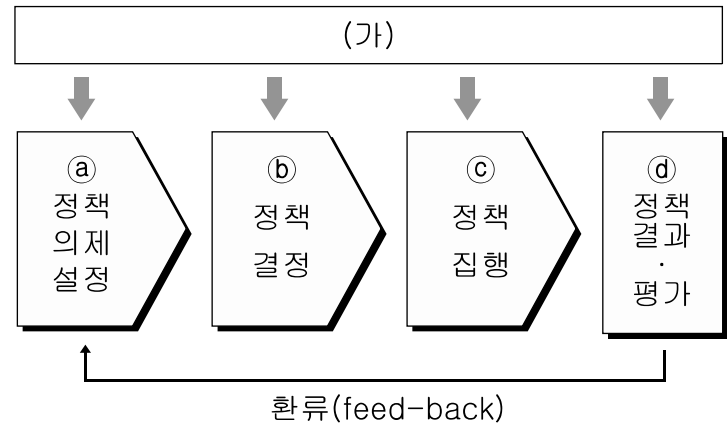 (가)
ⓐ
정책
의제
설정
ⓑ
정책
결정
ⓒ
정책
집행
ⓓ
정책
결과
·
평가
환류(feed-back)